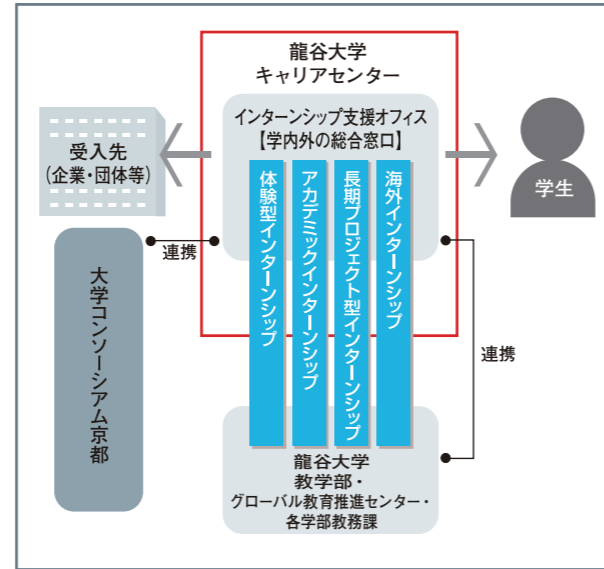 龍谷大学
キャリアセンター
インターンシップ支援オフィス
【学内外の総合窓口】
受入先
(企業・団体等)
学生
体験型インターンシップ
アカデミックインターンシップ
長期プロジェクト型インターンシップ
海外インターンシップ
連携
大学コンソーシアム京都
連携
龍谷大学
教学部・
グローバル教育推進センター・
各学部教務課